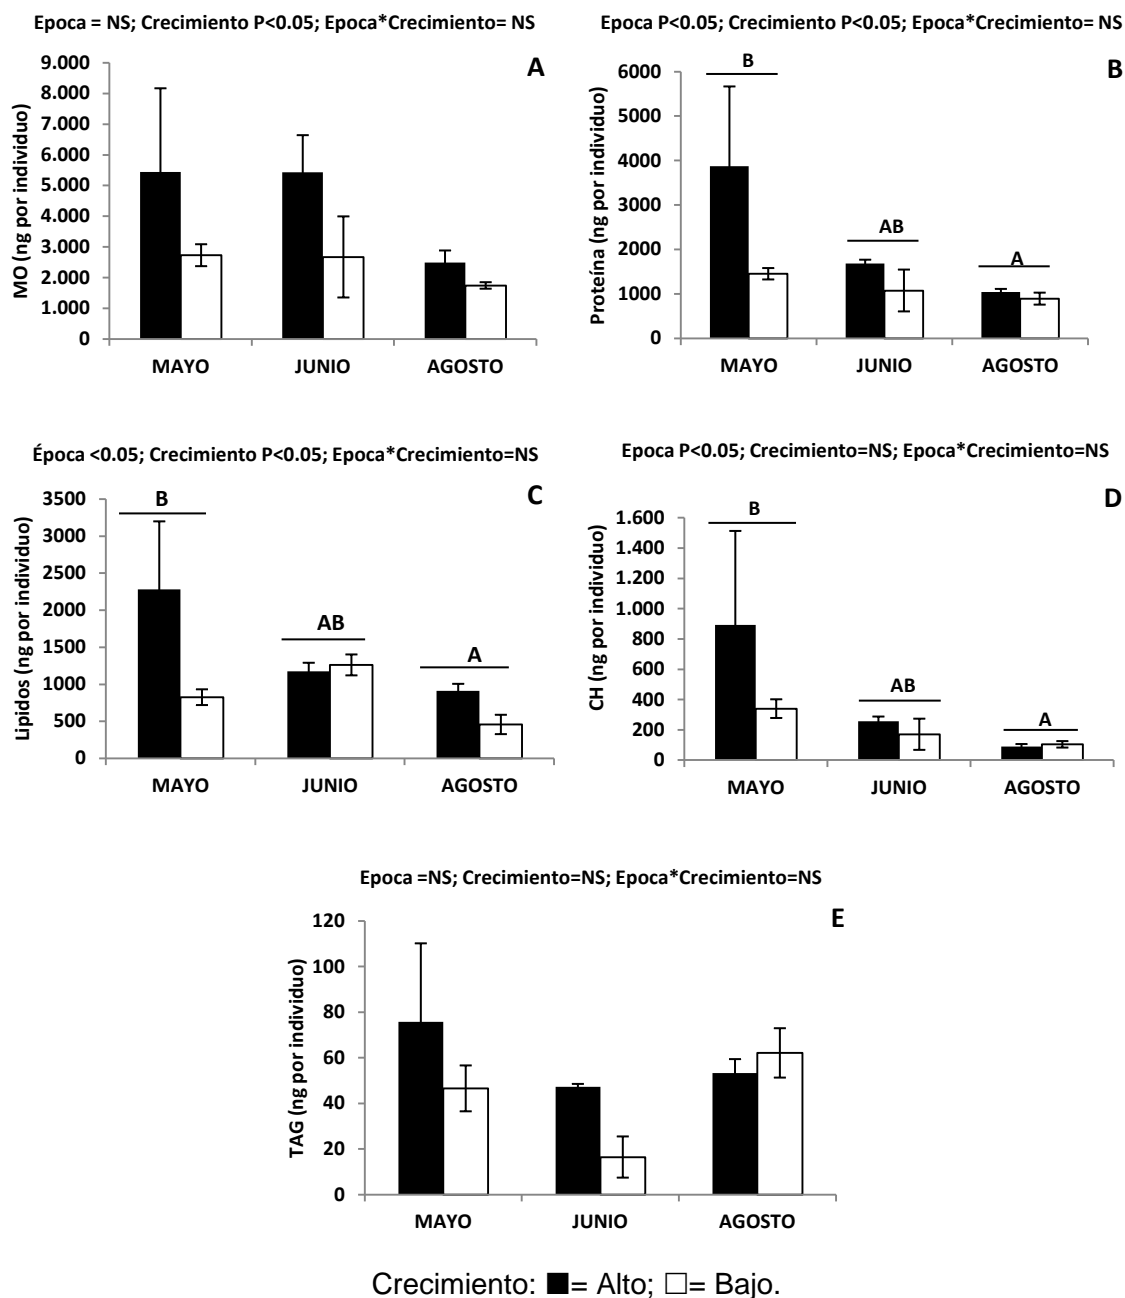 Epoca = NS; Crecimiento P<0.05; Epoca*Crecimiento= NS
A
MO (ng por individuo)
9.000
8.000
7.000
6.000
5.000
4.000
3.000
2.000
1.000
0
MAYO JUNIO AGOSTO
Epoca P<0.05; Crecimiento P<0.05; Epoca*Crecimiento= NS
B
Proteína (ng por individuo)
6000
5000
4000
3000
2000
1000
0
B
AB
A
MAYO JUNIO AGOSTO
Época <0.05; Crecimiento P<0.05; Epoca*Crecimiento=NS
C
Lipidos (ng por individuo)
3500
3000
2500
2000
1500
1000
500
0
B
AB
A
MAYO JUNIO AGOSTO
Epoca P<0.05; Crecimiento=NS; Epoca*Crecimiento=NS
D
CH (ng por individuo)
1.600
1.400
1.200
1.000
800
600
400
200
0
B
AB
A
MAYO JUNIO AGOSTO
Epoca =NS; Crecimiento=NS; Epoca*Crecimiento=NS
E
TAG (ng por individuo)
120
100
80
60
40
20
0
MAYO JUNIO AGOSTO
Crecimiento: ■= Alto; □= Bajo.